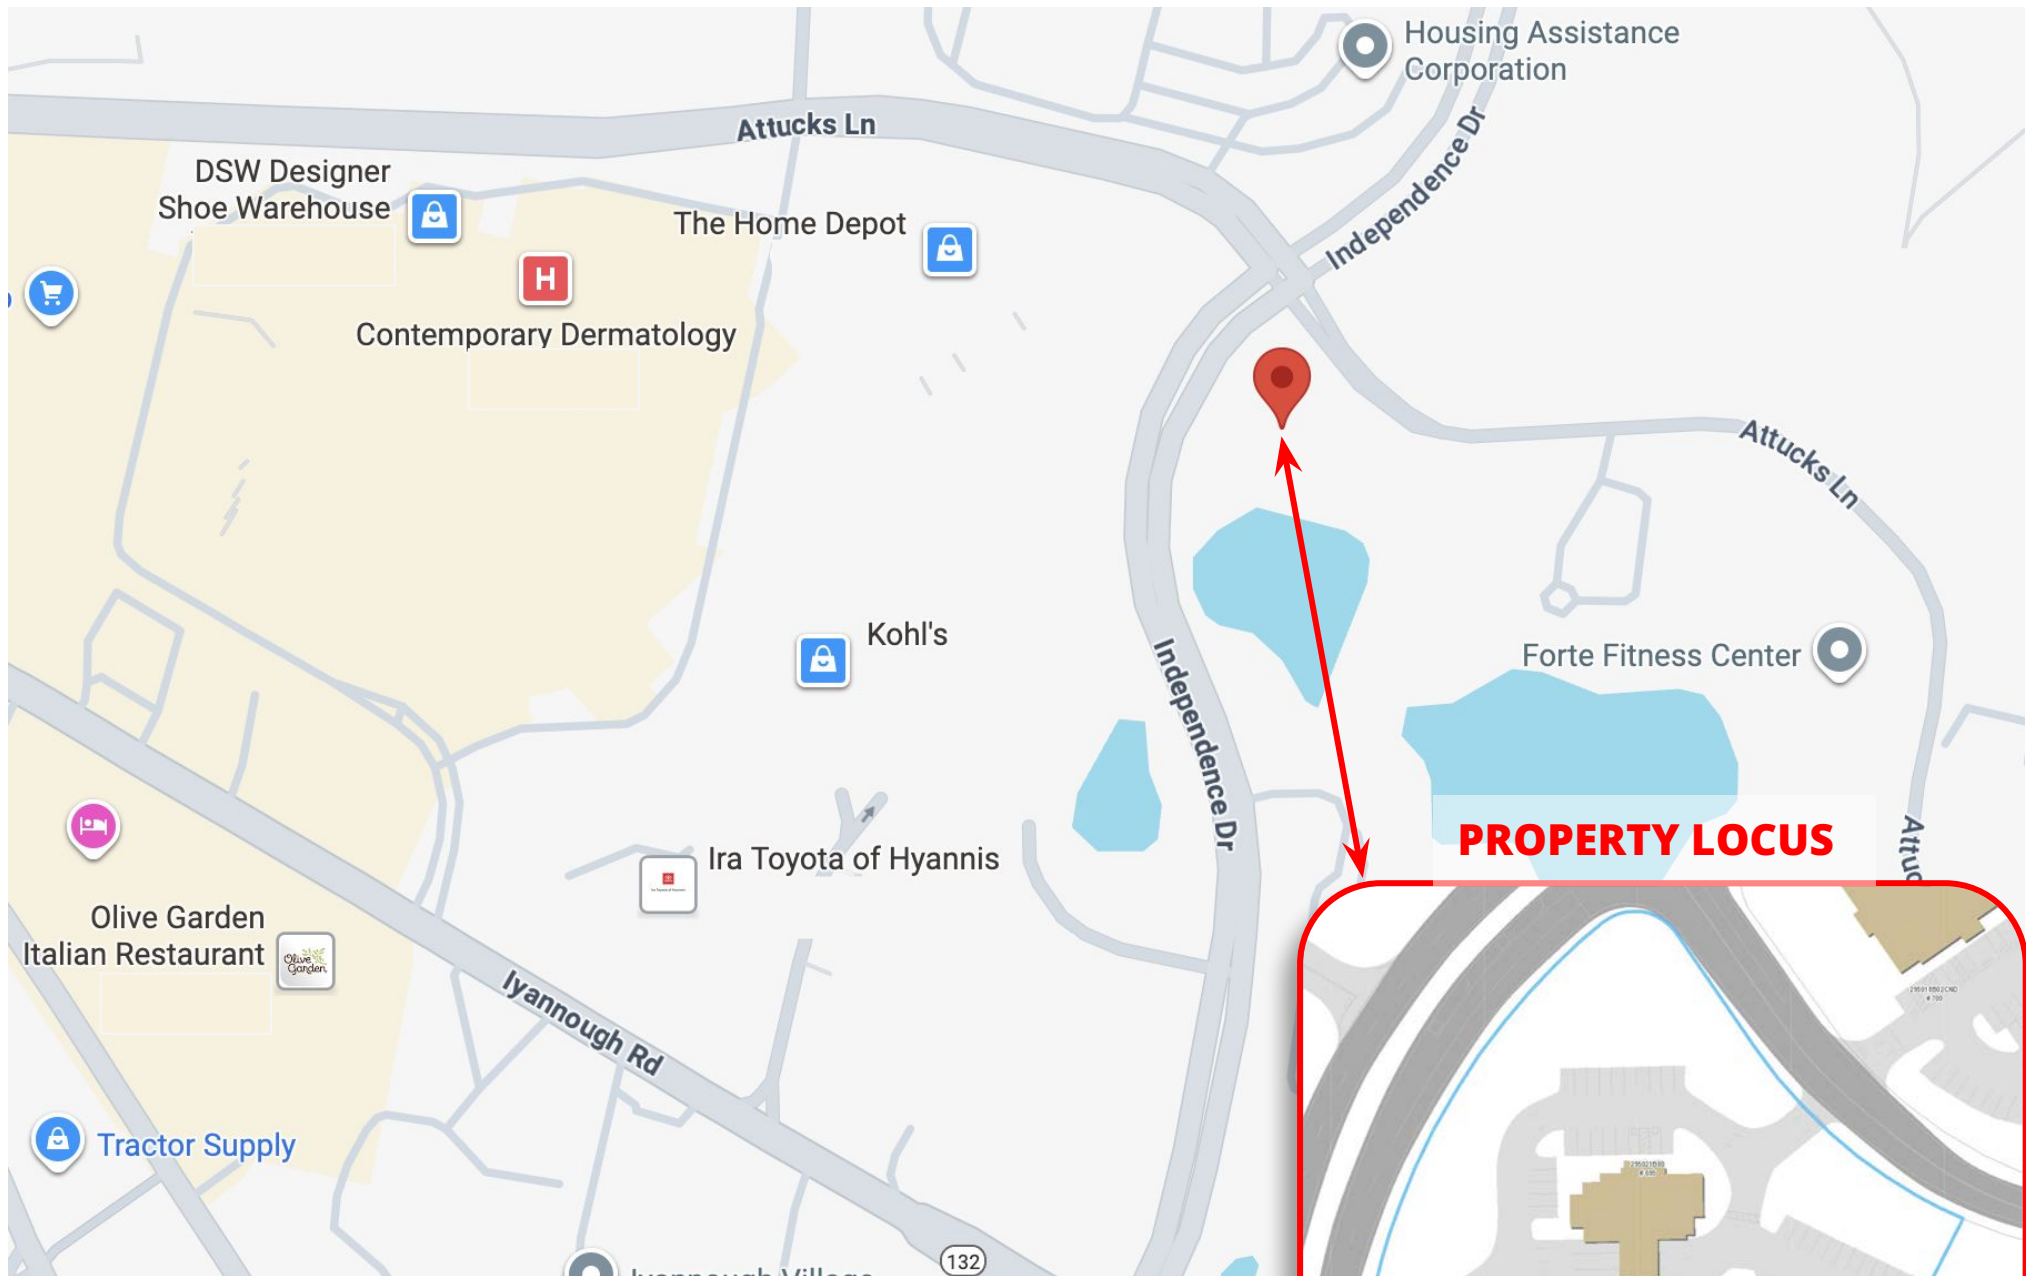 Housing Assistance
Corporation
Attucks Ln
Independence Dr
DSW Designer
Shoe Warehouse
The Home Depot
H
Contemporary Dermatology
Attucks Ln
Kohl's
Forte Fitness Center
Independence Dr
PROPERTY LOCUS
Ira Toyota of Hyannis
Olive Garden
Italian Restaurant
Olive
Garden
Iyannough Rd
Tractor Supply
132